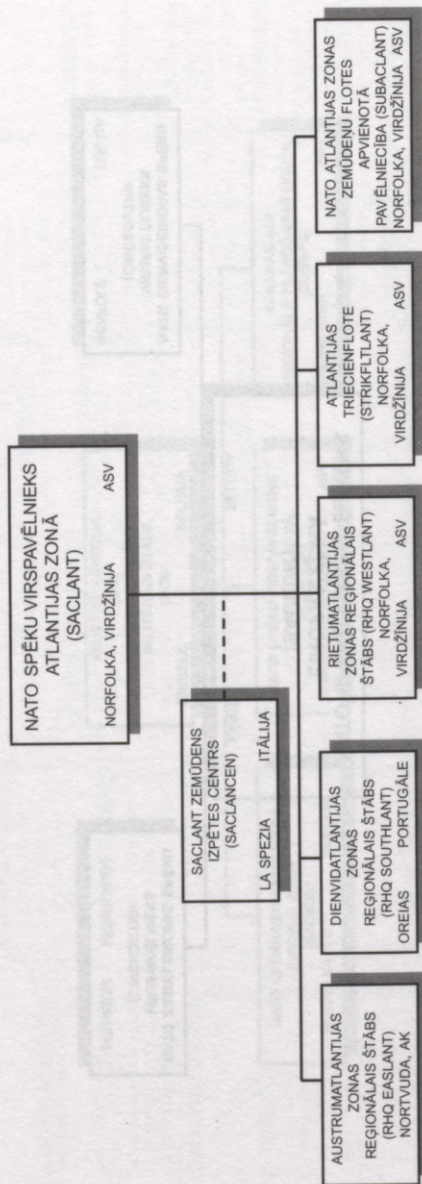 NATO SPĒKU VIRSPAVĒLNIEKS
ATLANTIJAS ZONĀ
(SACLANT)
NORFOLKA, VIRDŽĪNIJA ASV
SACLANT ZEMŪDENS
IZPĒTES CENTRS
(SACLANCEN)
LA SPEZIA ITĀLIJA
AUSTRUMATLANTIJAS
ZONAS
REĢIONĀLAIS ŠTĀBS
(RHQ EASLANT)
NORTVUDA, AK
DIENVIDATLANTIJAS
ZONAS
REĢIONĀLAIS ŠTĀBS
(RHQ SOUTHLANT)
OREIAS PORTUGĀLE
RIETUMATLANTIJAS
ZONAS REĢIONĀLAIS
ŠTĀBS (RHQ WESTLANT)
NORFOLKA,
VIRDŽĪNIJA ASV
ATLANTIJAS
TRIECIENFLOTE
(STRIKFLTLANT)
NORFOLKA,
VIRDŽĪNIJA ASV
NATO ATLANTIJAS ZONAS
ZEMŪDEŅU FLOTES
APVIENOTĀ
PAVĒLNIECĪBA (SUBACLANT)
NORFOLKA, VIRDŽĪNIJA ASV